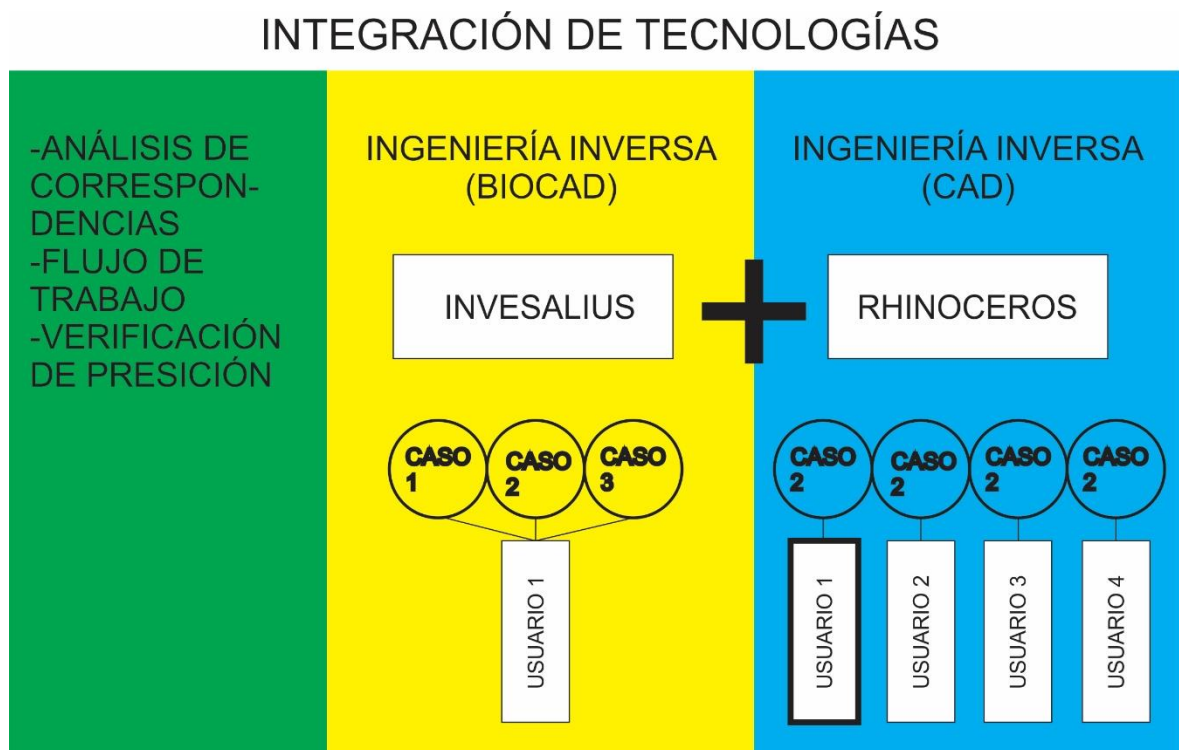 INTEGRACIÓN DE TECNOLOGÍAS
-ANÁLISIS DE
CORRESPON-
DENCIAS
-FLUJO DE
TRABAJO
-VERIFICACIÓN
DE PRESICIÓN
INGENIERÍA INVERSA
(BIOCAD)
INVESALIUS
CASO
1
CASO
2
CASO
3
USUARIO 1
+
INGENIERÍA INVERSA
(CAD)
RHINOCEROS
CASO
2
CASO
2
CASO
2
CASO
2
USUARIO 1
USUARIO 2
USUARIO 3
USUARIO 4